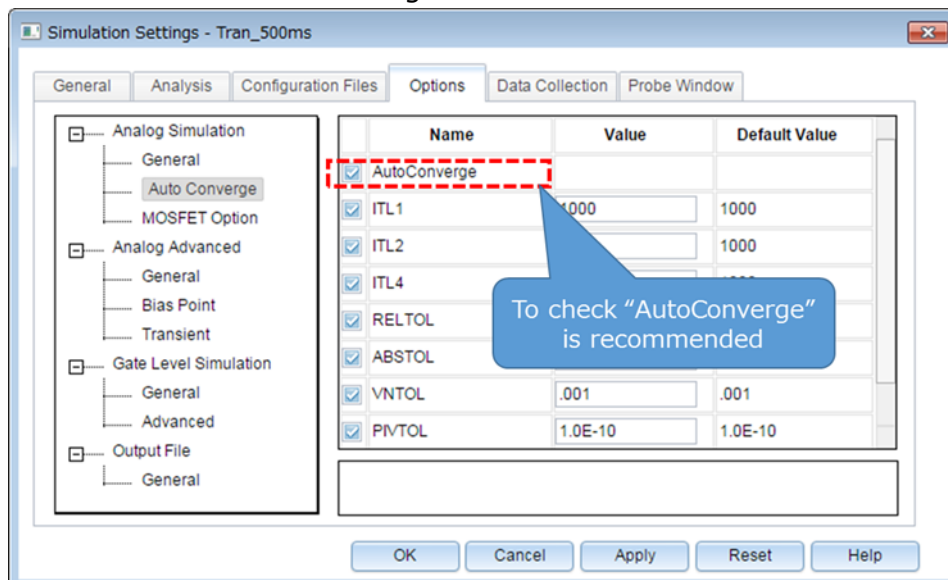 Simulation Settings - Tran_500ms
General Analysis Configuration Files Options Data Collection Probe Window
Analog Simulation
General
Auto Converge
MOSFET Option
Analog Advanced
General
Bias Point
Transient
Gate Level Simulation
General
Advanced
Output File
General
Name Value Default Value
AutoConverge
ITL1 1000 1000
ITL2 1000
ITL4
RELTOL
ABSTOL
VNTOL .001 .001
PIVTOL 1.0E-10 1.0E-10
To check “AutoConverge”
is recommended
OK Cancel Apply Reset Help